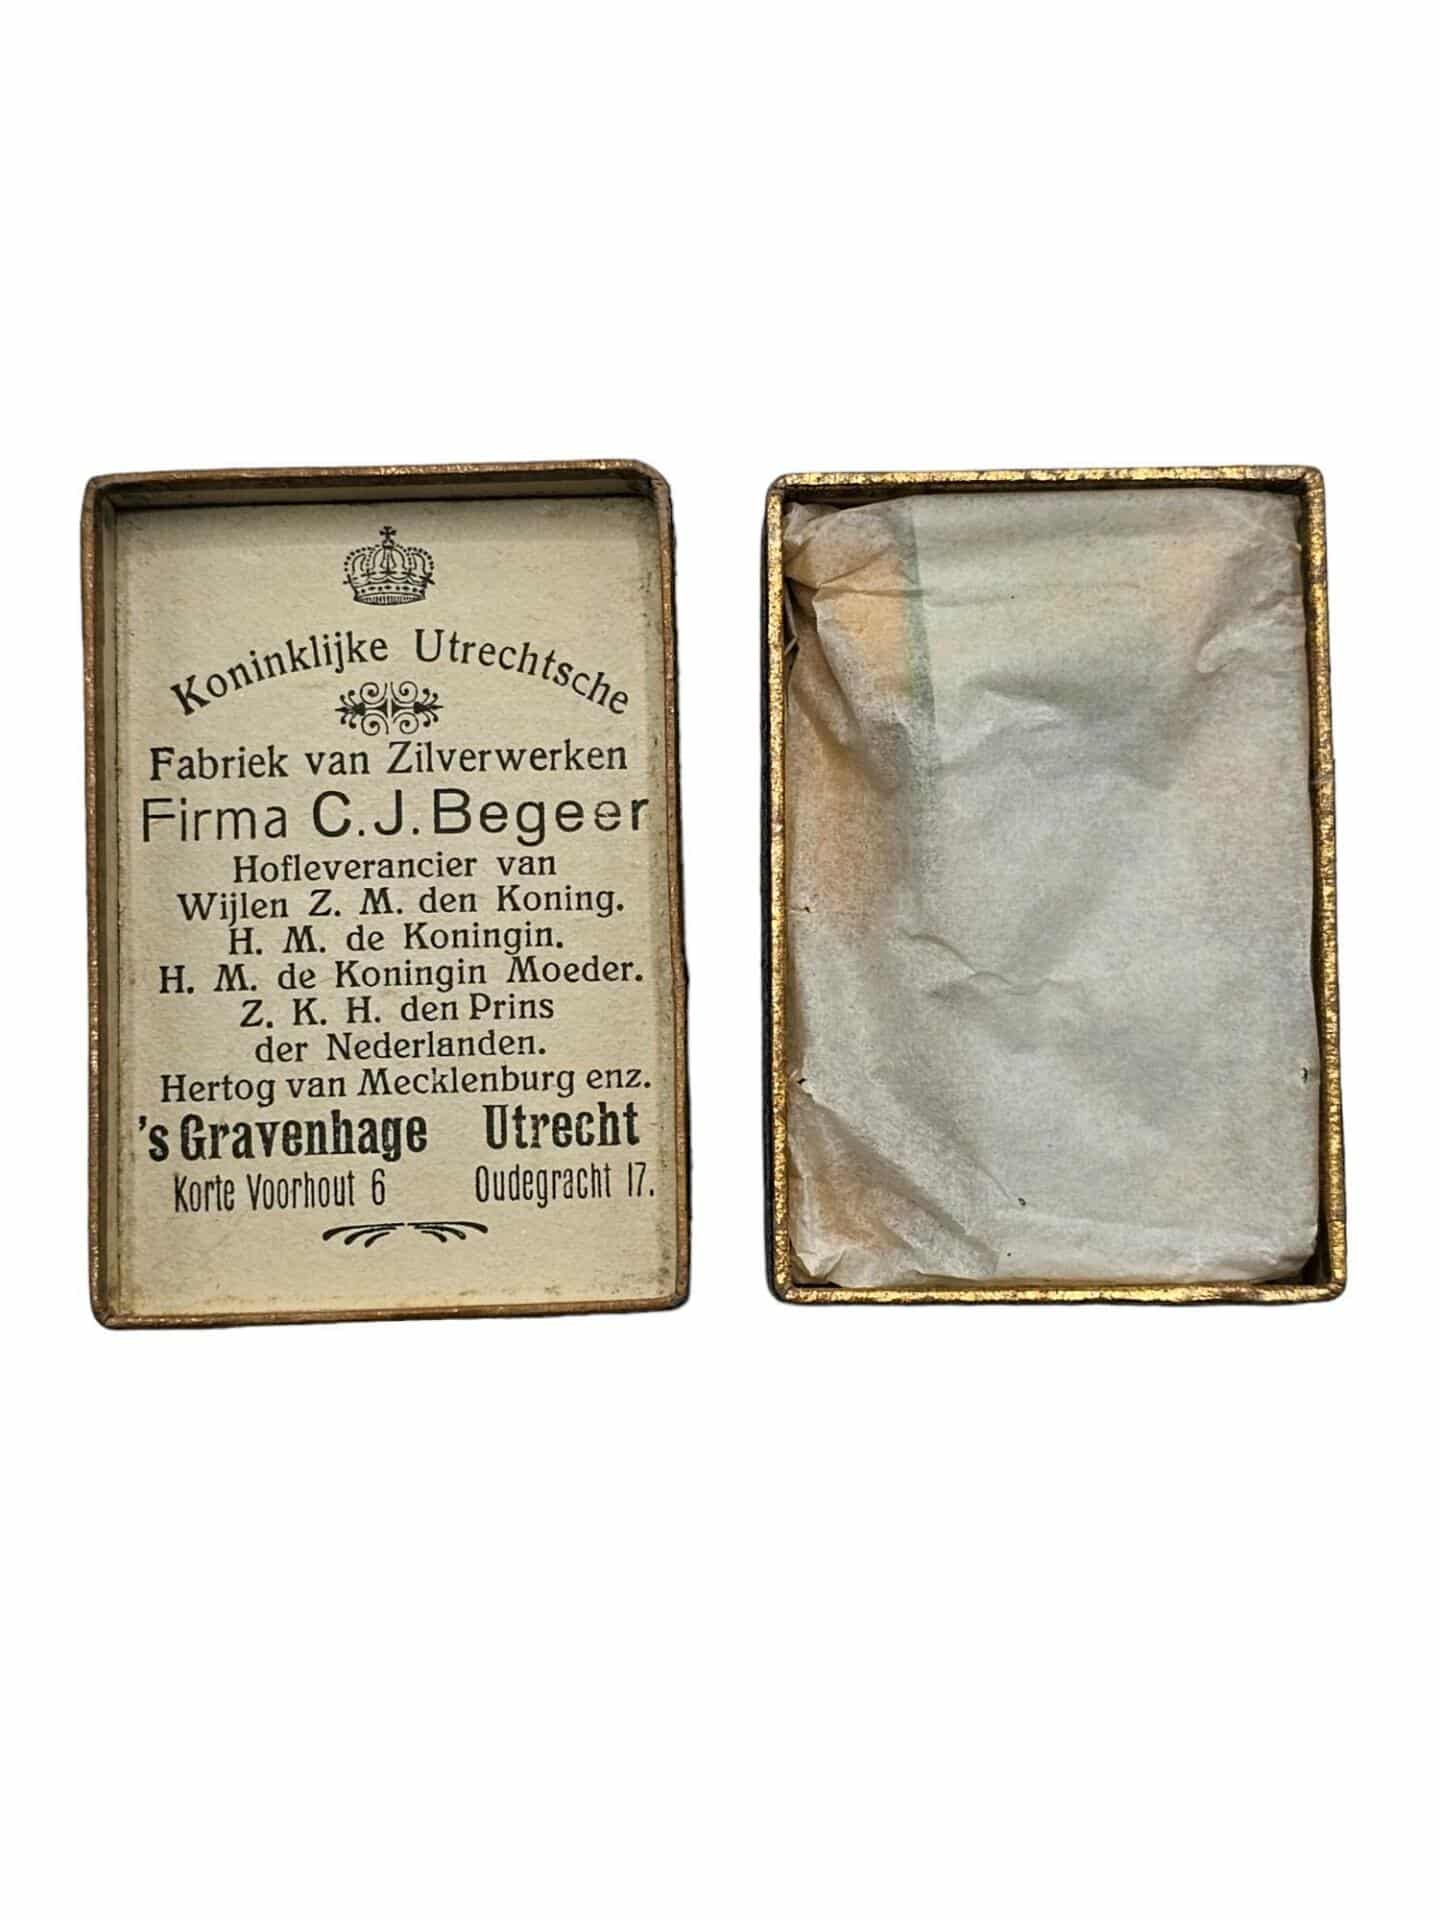 Koninklijke Utrechtsche
Fabriek van Zilverwerken
Firma C.J. Begeer
Hofleverancier van
Wijlen Z. M. den Koning.
H. M. de Koningin.
H. M. de Koningin Moeder.
Z. K. H. den Prins
der Nederlanden.
Hertog van Mecklenburg enz.
's Gravenhage Utrecht
Korte Voorhout 6 Oudegracht 17.